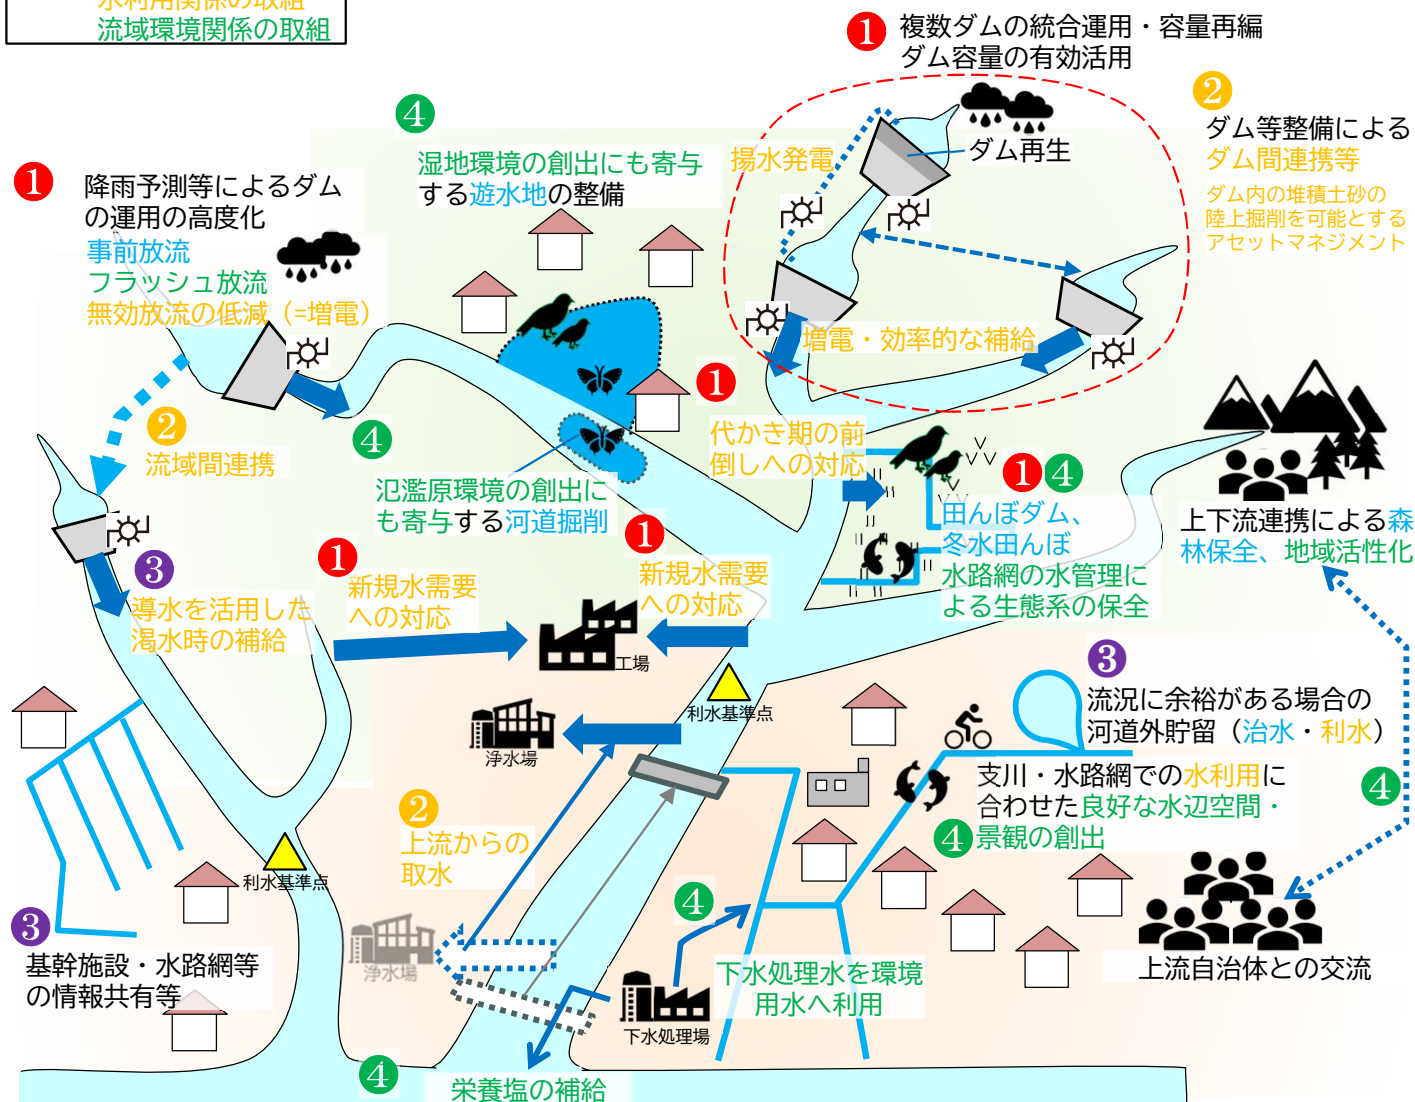 水利用関係の取組
流域環境関係の取組
❶
複数ダムの統合運用・容量再編
ダム容量の有効活用
❷
ダム等整備による
ダム間連携等
ダム内の堆積土砂の
陸上掘削を可能とする
アセットマネジメント
揚水発電
ダム再生
増電・効率的な補給
❹
湿地環境の創出にも寄与
する遊水地の整備
❶
降雨予測等によるダム
の運用の高度化
事前放流
フラッシュ放流
無効放流の低減（=増電）
❷
流域間連携
❹
氾濫原環境の創出に
も寄与する河道掘削
❶
代かき期の前
倒しへの対応
❶❹
田んぼダム、
冬水田んぼ
水路網の水管理に
よる生態系の保全
上下流連携による森
林保全、地域活性化
❸
導水を活用した
渇水時の補給
❶
新規水需要
への対応
❶
新規水需要
への対応
工場
利水基準点
浄水場
❸
流況に余裕がある場合の
河道外貯留（治水・利水）
支川・水路網での水利用に
合わせた良好な水辺空間・
❹
景観の創出
❹
❷
上流からの
取水
利水基準点
❸
基幹施設・水路網等
の情報共有等
浄水場
❹
下水処理水を環境
用水へ利用
下水処理場
上流自治体との交流
❹
栄養塩の補給